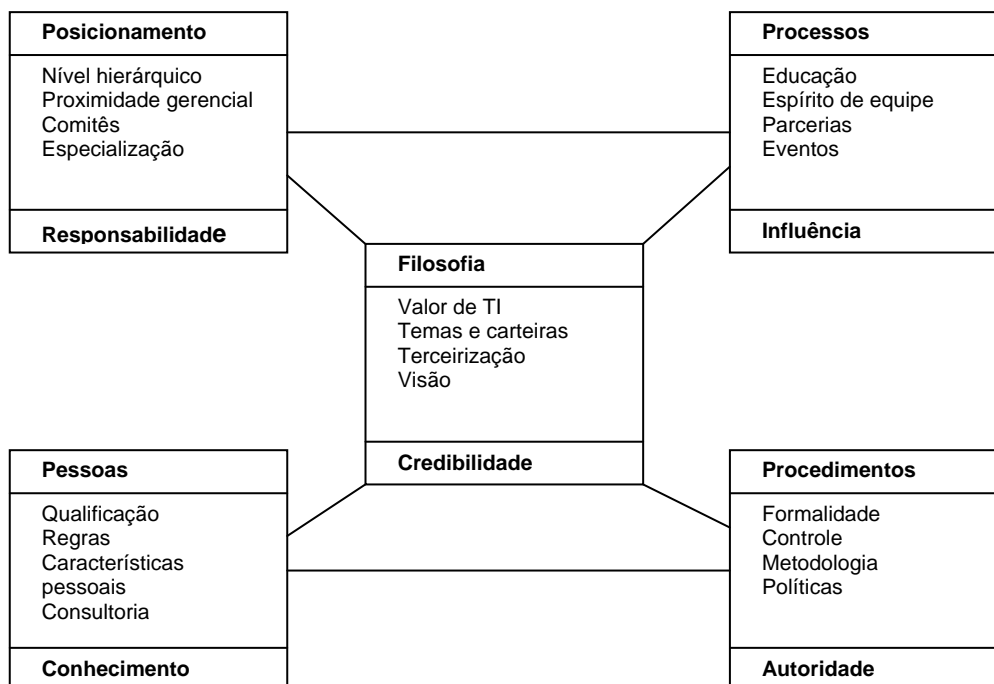 Posicionamento
Nível hierárquico
Proximidade gerencial
Comitês
Especialização
Responsabilidade
Processos
Educação
Espírito de equipe
Parcerias
Eventos
Influência
Filosofia
Valor de TI
Temas e carteiras
Terceirização
Visão
Credibilidade
Pessoas
Qualificação
Regras
Características
pessoais
Consultoria
Conhecimento
Procedimentos
Formalidade
Controle
Metodologia
Políticas
Autoridade